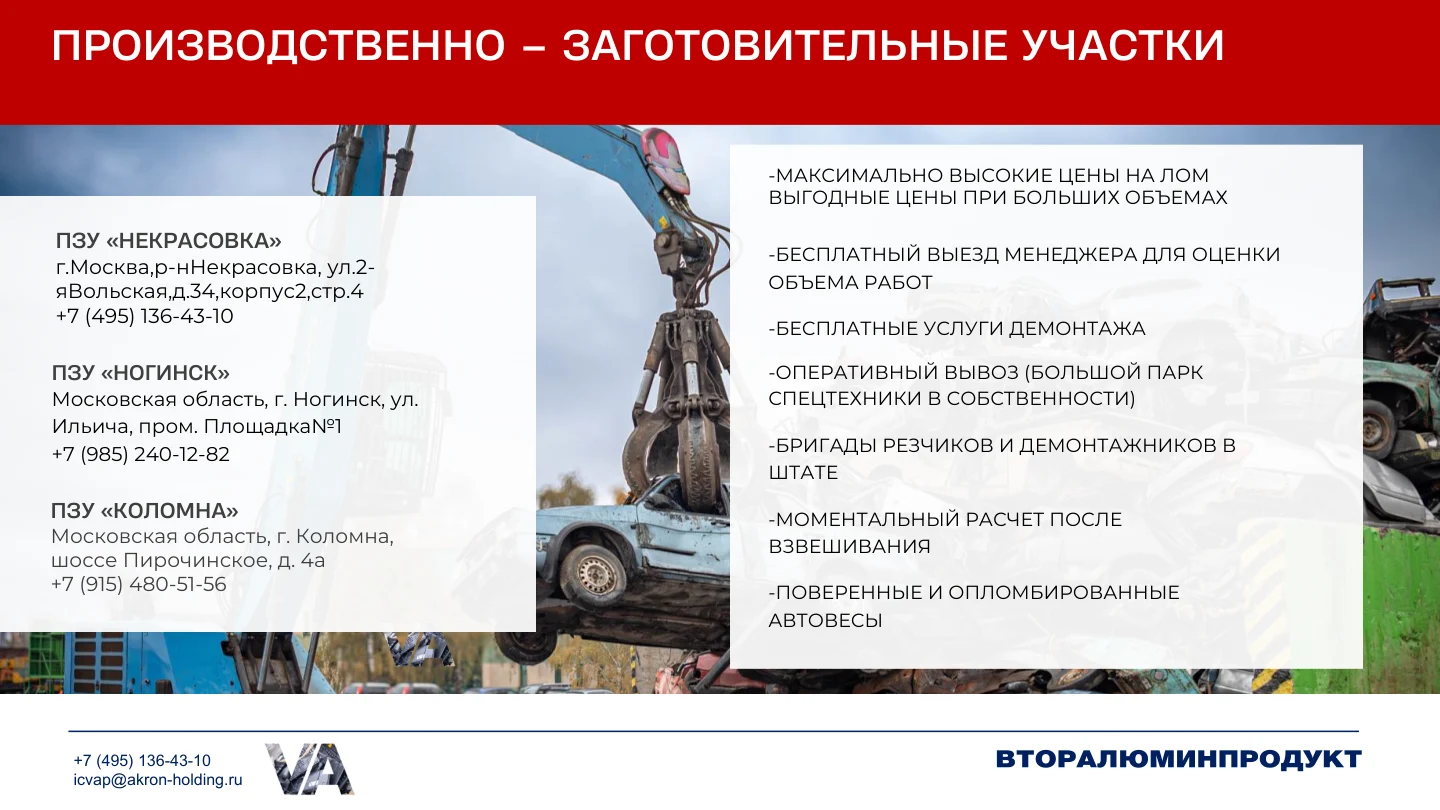 ПРОИЗВОДСТВЕННО – ЗАГОТОВИТЕЛЬНЫЕ УЧАСТКИ
ПЗУ «НЕКРАСОВКА»
г.Москва,р-нНекрасовка, ул.2-
яВольская,д.34,корпус2,стр.4
+7 (495) 136-43-10
ПЗУ «НОГИНСК»
Московская область, г. Ногинск, ул.
Ильича, пром. Площадка№1
+7 (985) 240-12-82
ПЗУ «КОЛОМНА»
Московская область, г. Коломна,
шоссе Пирочинское, д. 4а
+7 (915) 480-51-56
-МАКСИМАЛЬНО ВЫСОКИЕ ЦЕНЫ НА ЛОМ
ВЫГОДНЫЕ ЦЕНЫ ПРИ БОЛЬШИХ ОБЪЕМАХ
-БЕСПЛАТНЫЙ ВЫЕЗД МЕНЕДЖЕРА ДЛЯ ОЦЕНКИ
ОБЪЕМА РАБОТ
-БЕСПЛАТНЫЕ УСЛУГИ ДЕМОНТАЖА
-ОПЕРАТИВНЫЙ ВЫВОЗ (БОЛЬШОЙ ПАРК
СПЕЦТЕХНИКИ В СОБСТВЕННОСТИ)
-БРИГАДЫ РЕЗЧИКОВ И ДЕМОНТАЖНИКОВ В
ШТАТЕ
-МОМЕНТАЛЬНЫЙ РАСЧЕТ ПОСЛЕ
ВЗВЕШИВАНИЯ
-ПОВЕРЕННЫЕ И ОПЛОМБИРОВАННЫЕ
АВТОВЕСЫ
VA
+7 (495) 136-43-10
icvap@akron-holding.ru
VA
ВТОРАЛЮМИНПРОДУКТ